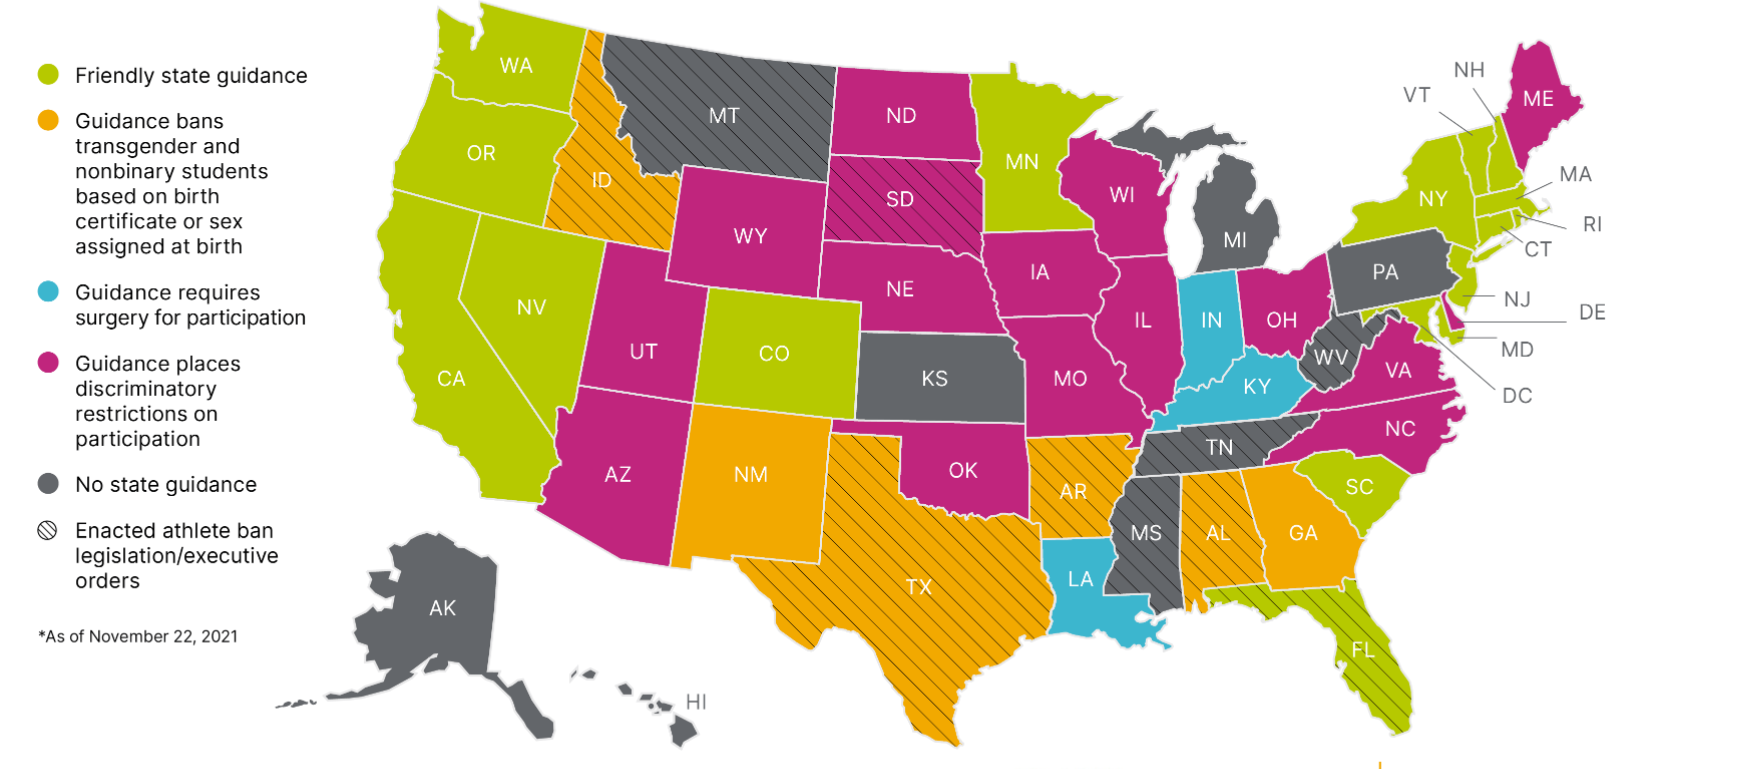 Friendly state guidance
Guidance bans
transgender and
nonbinary students
based on birth
certificate or sex
assigned at birth
Guidance requires
surgery for participation
Guidance places
discriminatory
restrictions on
participation
No state guidance
Enacted athlete ban
legislation/executive
orders
*As of November 22, 2021
WA
OR
ID
MT
ND
MN
SD
WY
WI
NE
IA
NV
UT
CO
CA
KS
MO
IL
IN
OH
MI
PA
NY
WV
KY
VA
NC
TN
SC
AZ
NM
OK
AR
TX
LA
MS
AL
GA
FL
AK
HI
NH
VT
ME
MA
RI
CT
NJ
DE
MD
DC